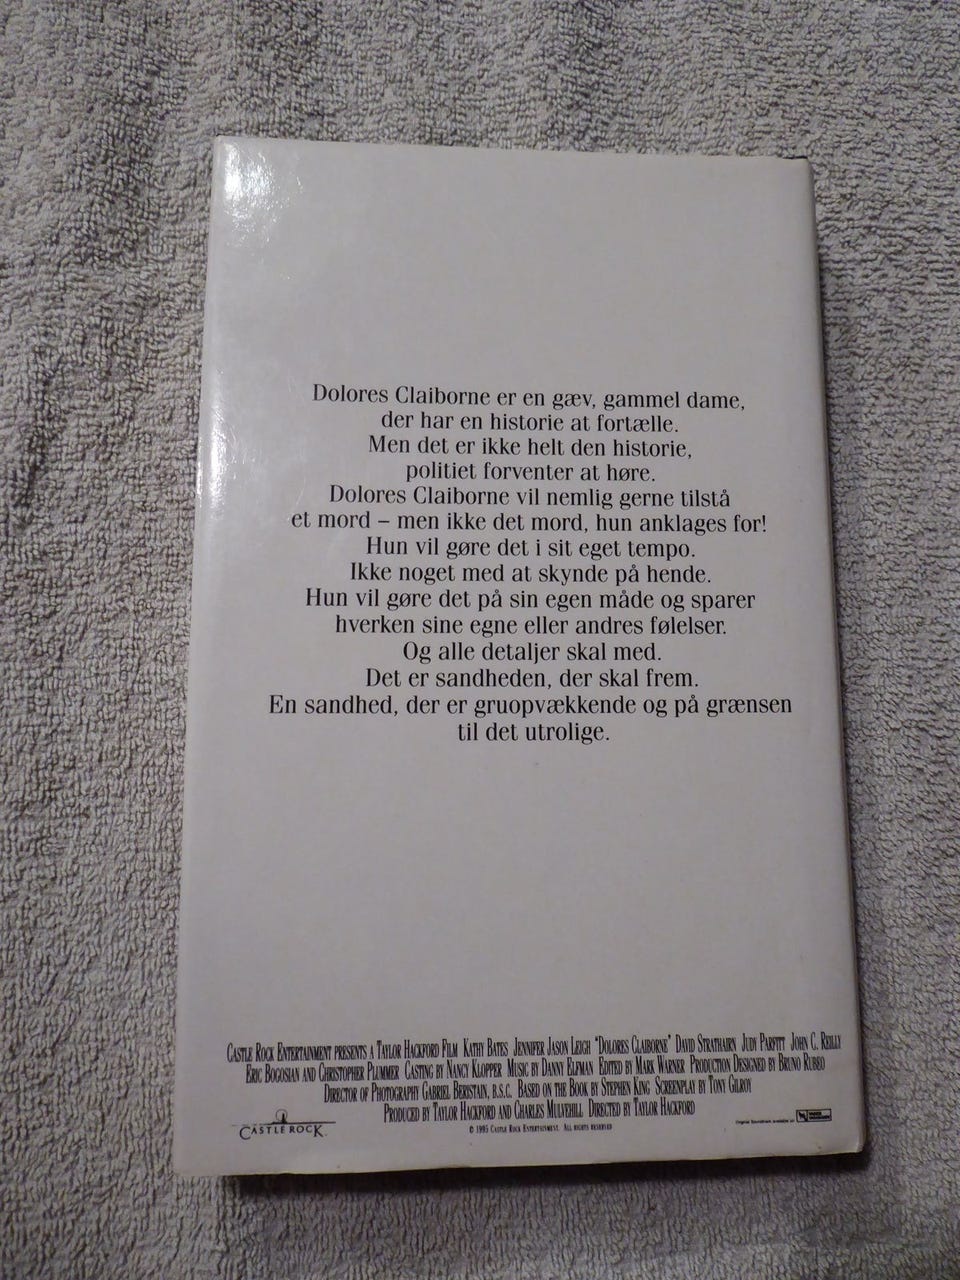 Dolores Claiborne er en gæv, gammel dame,
der har en historie at fortælle.
Men det er ikke helt den historie,
politiet forventer at høre.
Dolores Claiborne vil nemlig gerne tilstå
et mord – men ikke det mord, hun anklages for!
Hun vil gøre det i sit eget tempo.
Ikke noget med at skynde på hende.
Hun vil gøre det på sin egen måde og sparer
hverken sine egne eller andres følelser.
Og alle detaljer skal med.
Det er sandheden, der skal frem.
En sandhed, der er gruopvækkende og på grænsen
til det utrolige.
CASTLE ROCK ENTERTAINMENT PRESENTS A TAYLOR HACKFORD FILM KATHY BATES JENNIFER JASON LEIGH "DOLORES CLAIBORNE" DAVID STRATHAIRN JUDY PARFITT JOHN C. REILLY
ERIC BOGOSIAN AND CHRISTOPHER PLUMMER CASTING BY NANCY KLOPPER MUSIC BY DANNY ELFMAN EDITED BY MARK WARNER PRODUCTION DESIGNED BY BRUNO RUBEO
DIRECTOR OF PHOTOGRAPHY GABRIEL BERISTAIN, B.S.C. BASED ON THE BOOK BY STEPHEN KING SCREENPLAY BY TONY GILROY
PRODUCED BY TAYLOR HACKFORD AND CHARLES MULVEHILL DIRECTED BY TAYLOR HACKFORD
© 1995 CASTLE ROCK ENTERTAINMENT. ALL RIGHTS RESERVED
CASTLE ROCK
Original Soundtrack available on